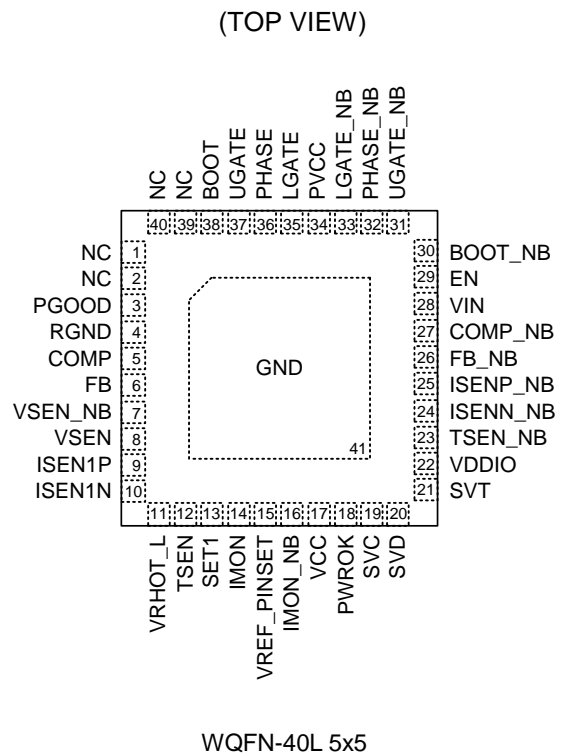 (TOP VIEW)
NC
NC
BOOT
UGATE
PHASE
LGATE
PVCC
LGATE_NB
PHASE_NB
UGATE_NB
40 39 38 37 36 35 34 33 32 31
NC 1
NC 2
PGOOD 3
RGND 4
COMP 5
FB 6
VSEN_NB 7
VSEN 8
ISEN1P 9
ISEN1N 10
GND
41
30 BOOT_NB
29 EN
28 VIN
27 COMP_NB
26 FB_NB
25 ISENP_NB
24 ISENN_NB
23 TSEN_NB
22 VDDIO
21 SVT
11 12 13 14 15 16 17 18 19 20
VRHOT_L
TSEN
SET1
IMON
VREF_PINSET
IMON_NB
VCC
PWROK
SVC
SVD
WQFN-40L 5x5